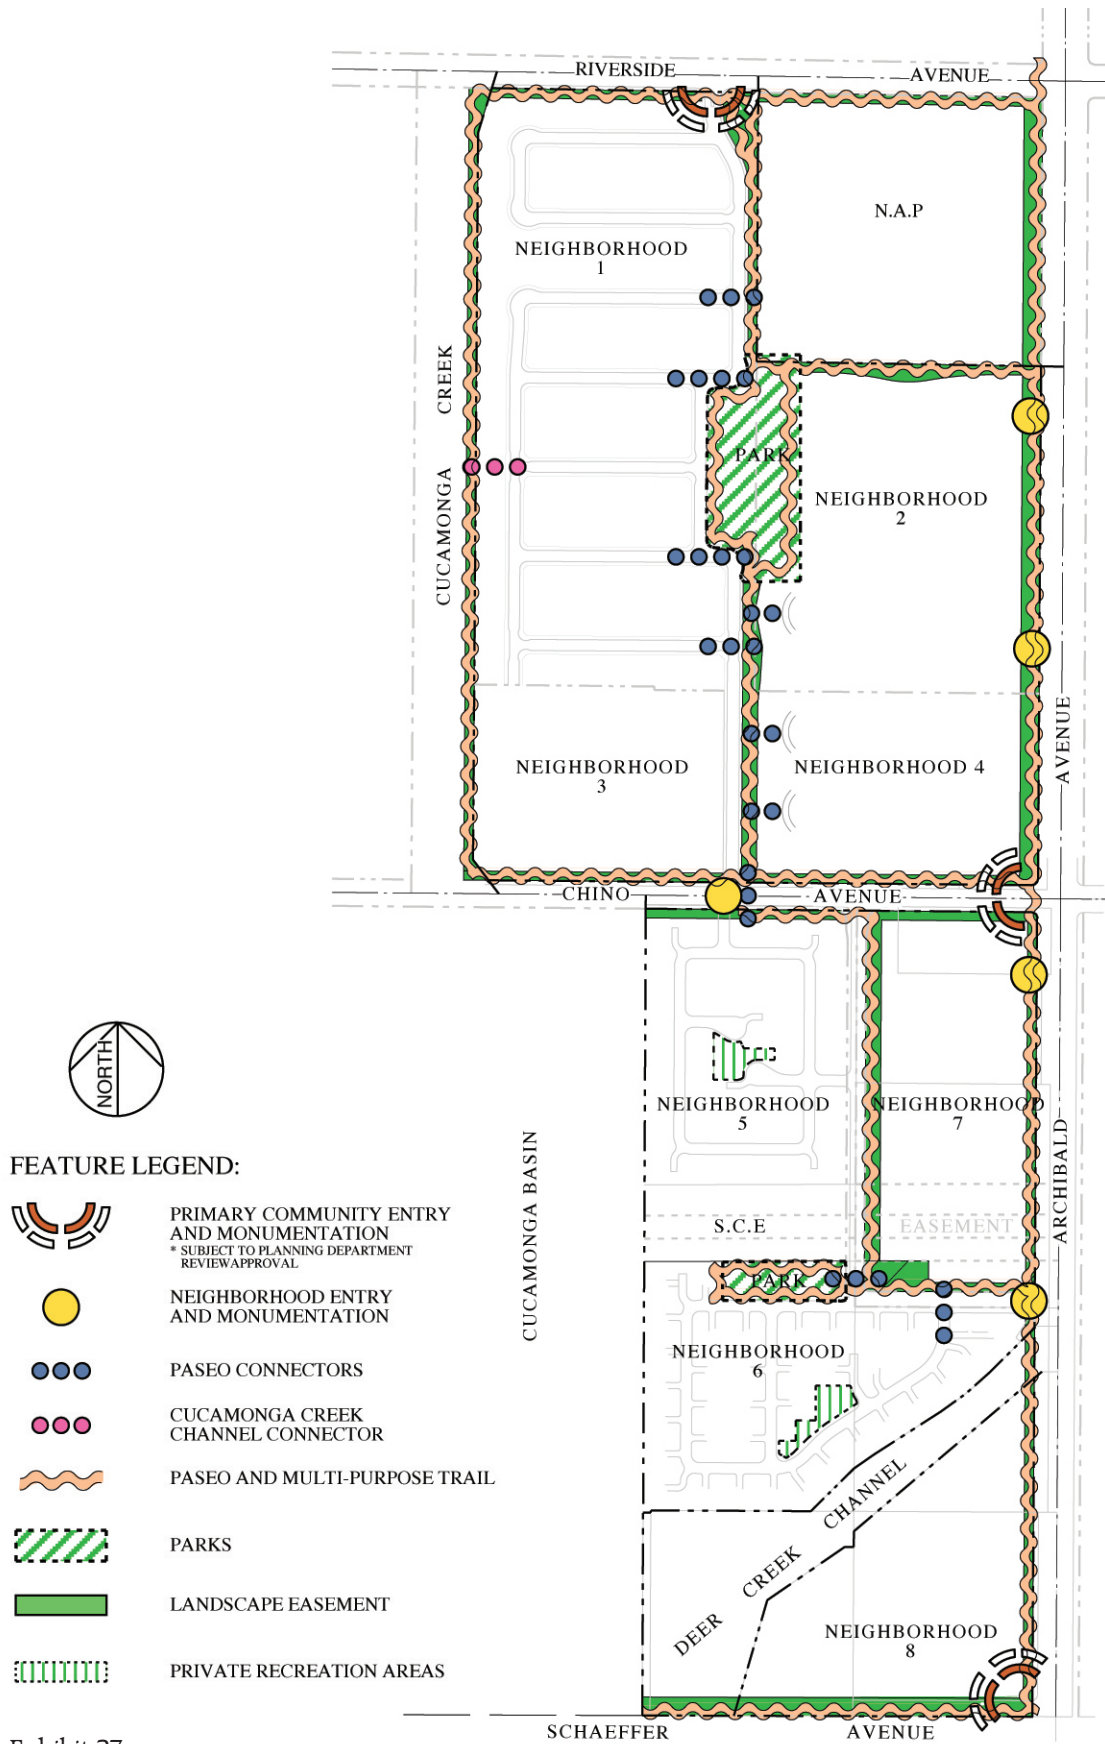 RIVERSIDE
AVENUE
N.A.P
NEIGHBORHOOD
1
CREEK
CUCAMONGA
PARK
NEIGHBORHOOD
2
NEIGHBORHOOD
3
NEIGHBORHOOD 4
AVENUE
CHINO
AVENUE
NORTH
NEIGHBORHOOD
5
NEIGHBORHOOD
7
ARCHIBALD
CUCAMONGA BASIN
S.C.E
EASEMENT
PARK
NEIGHBORHOOD
6
CHANNEL
CREEK
DEER
NEIGHBORHOOD
8
SCHAEFFER
AVENUE
FEATURE LEGEND:
PRIMARY COMMUNITY ENTRY
AND MONUMENTATION
* SUBJECT TO PLANNING DEPARTMENT
REVIEWAPPROVAL
NEIGHBORHOOD ENTRY
AND MONUMENTATION
PASEO CONNECTORS
CUCAMONGA CREEK
CHANNEL CONNECTOR
PASEO AND MULTI-PURPOSE TRAIL
PARKS
LANDSCAPE EASEMENT
PRIVATE RECREATION AREAS